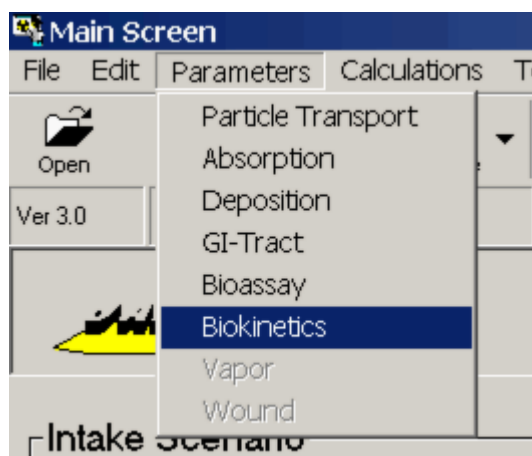 Main Screen
File Edit Parameters Calculations
Open
Ver 3.0
Particle Transport
Absorption
Deposition
GI-Tract
Bioassay
Biokinetics
Vapor
Wound
Intake Scenario